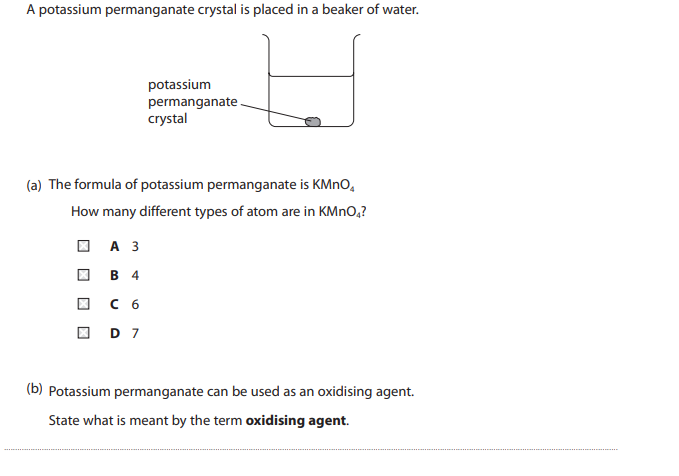 A potassium permanganate crystal is placed in a beaker of water.
potassium
permanganate
crystal
(a) The formula of potassium permanganate is KMnO₄
How many different types of atom are in KMnO₄?
A 3
B 4
C 6
D 7
(b) Potassium permanganate can be used as an oxidising agent.
State what is meant by the term oxidising agent.